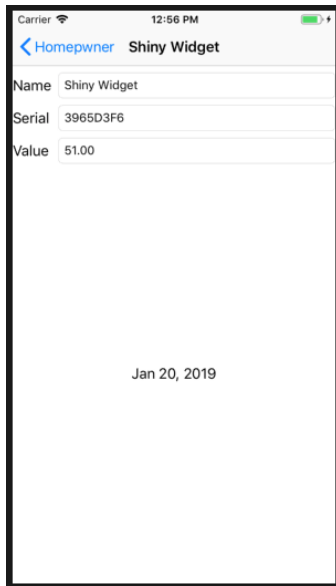 Carrier 12:56 PM
Homepwner Shiny Widget
Name Shiny Widget
Serial 3965D3F6
Value 51.00
Jan 20, 2019